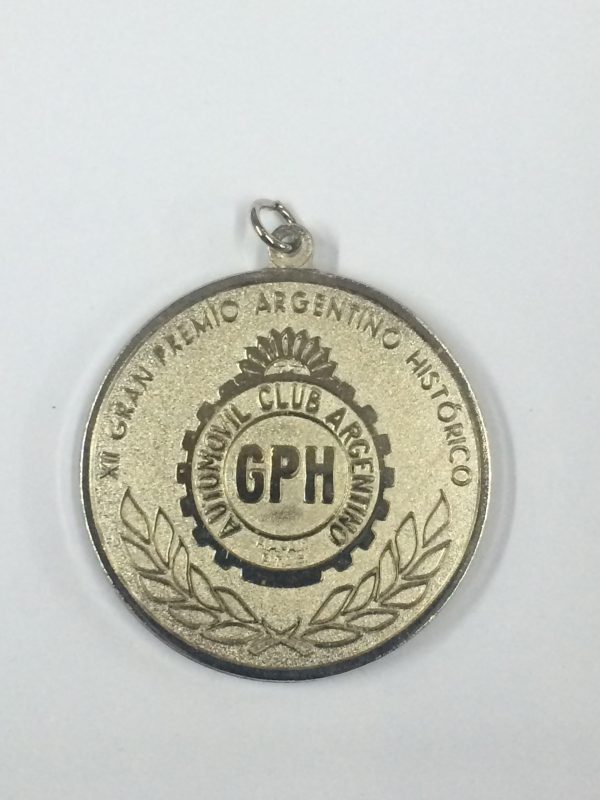 XII GRAN PREMIO ARGENTINO HISTÓRICO
AUTOMOVIL CLUB ARGENTINO
GPH